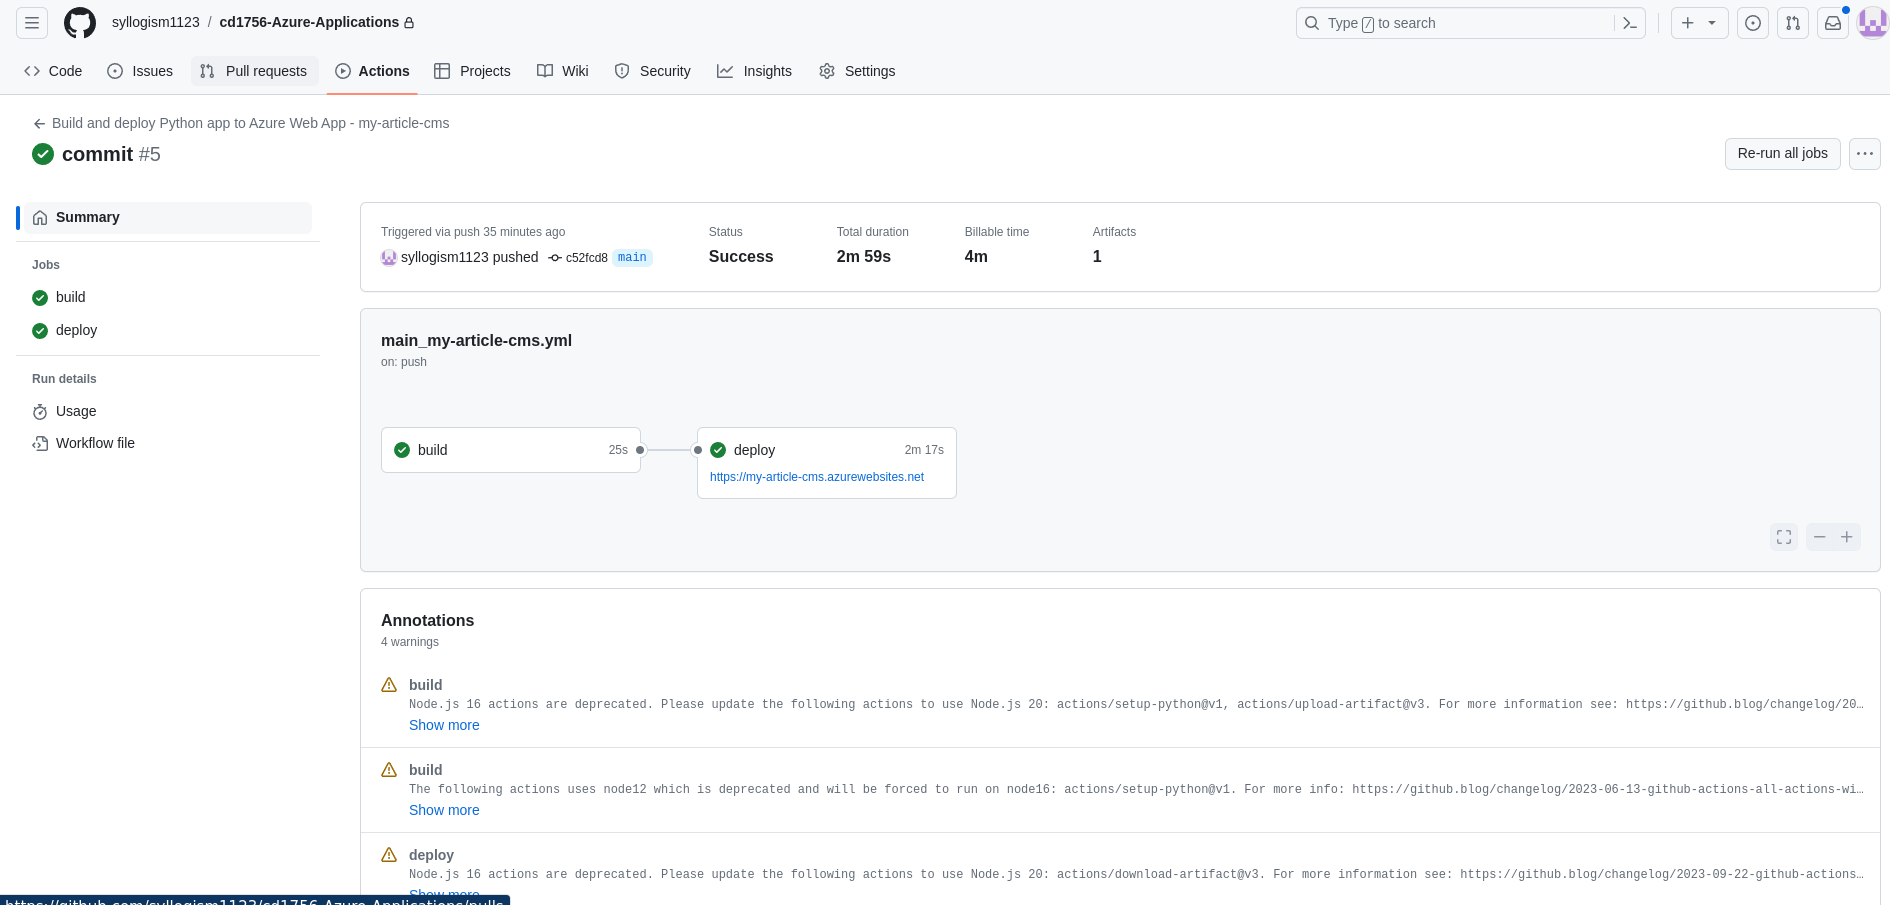 syllogism1123 / cd1756-Azure-Applications
Type / to search
Code Issues Pull requests Actions Projects Wiki Security Insights Settings
Build and deploy Python app to Azure Web App - my-article-cms
commit #5
Re-run all jobs
Summary
Jobs
build
deploy
Run details
Usage
Workflow file
Triggered via push 35 minutes ago
syllogism1123 pushed c52fcd8 main
Status
Success
Total duration
2m 59s
Billable time
4m
Artifacts
1
main_my-article-cms.yml
on: push
build 25s
deploy 2m 17s
https://my-article-cms.azurewebsites.net
Annotations
4 warnings
build
Node.js 16 actions are deprecated. Please update the following actions to use Node.js 20: actions/setup-python@v1, actions/upload-artifact@v3. For more information see: https://github.blog/changelog/20…
Show more
build
The following actions uses node12 which is deprecated and will be forced to run on node16: actions/setup-python@v1. For more info: https://github.blog/changelog/2023-06-13-github-actions-all-actions-wi…
Show more
deploy
Node.js 16 actions are deprecated. Please update the following actions to use Node.js 20: actions/download-artifact@v3. For more information see: https://github.blog/changelog/2023-09-22-github-actions…
Show more
https://github.com/syllogism1123/cd1756-Azure-Applications/pulls